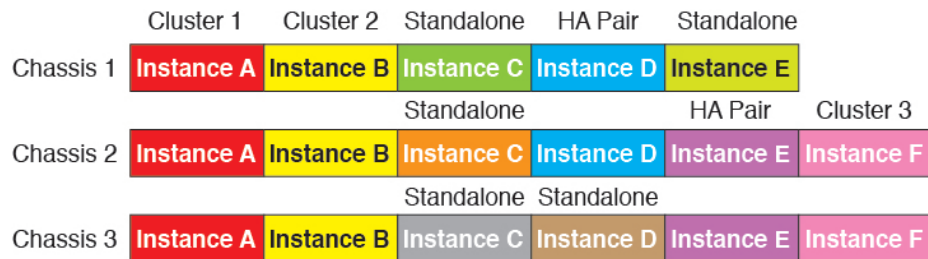 Cluster 1 Cluster 2 Standalone HA Pair Standalone
Chassis 1 Instance A Instance B Instance C Instance D Instance E
Standalone HA Pair Cluster 3
Chassis 2 Instance A Instance B Instance C Instance D Instance E Instance F
Standalone Standalone
Chassis 3 Instance A Instance B Instance C Instance D Instance E Instance F